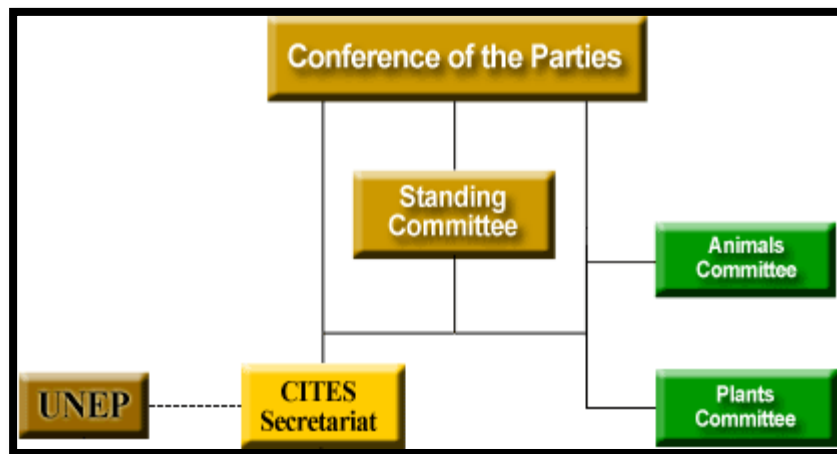 Conference of the Parties
Standing
Committee
Animals
Committee
UNEP
CITES
Secretariat
Plants
Committee